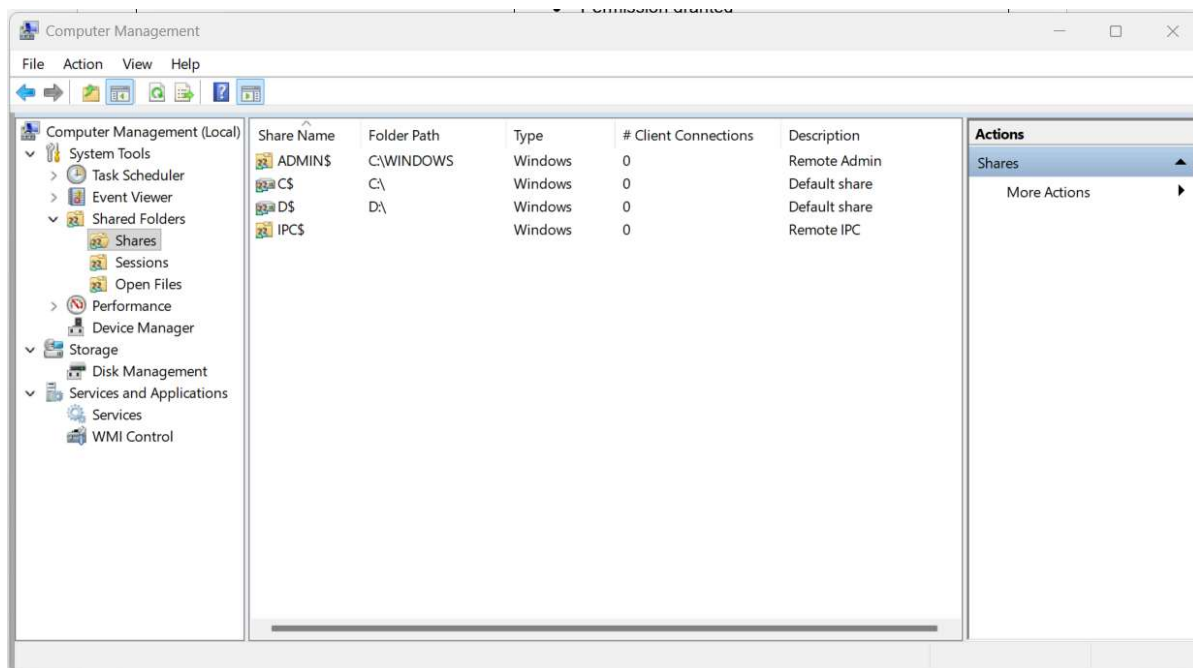 Permission granted
Computer Management
File Action View Help
Computer Management (Local)
System Tools
Task Scheduler
Event Viewer
Shared Folders
Shares
Sessions
Open Files
Performance
Device Manager
Storage
Disk Management
Services and Applications
Services
WMI Control
Share Name Folder Path Type # Client Connections Description
ADMIN$ C:\WINDOWS Windows 0 Remote Admin
C$ C:\ Windows 0 Default share
D$ D:\ Windows 0 Default share
IPC$ Windows 0 Remote IPC
Actions
Shares
More Actions